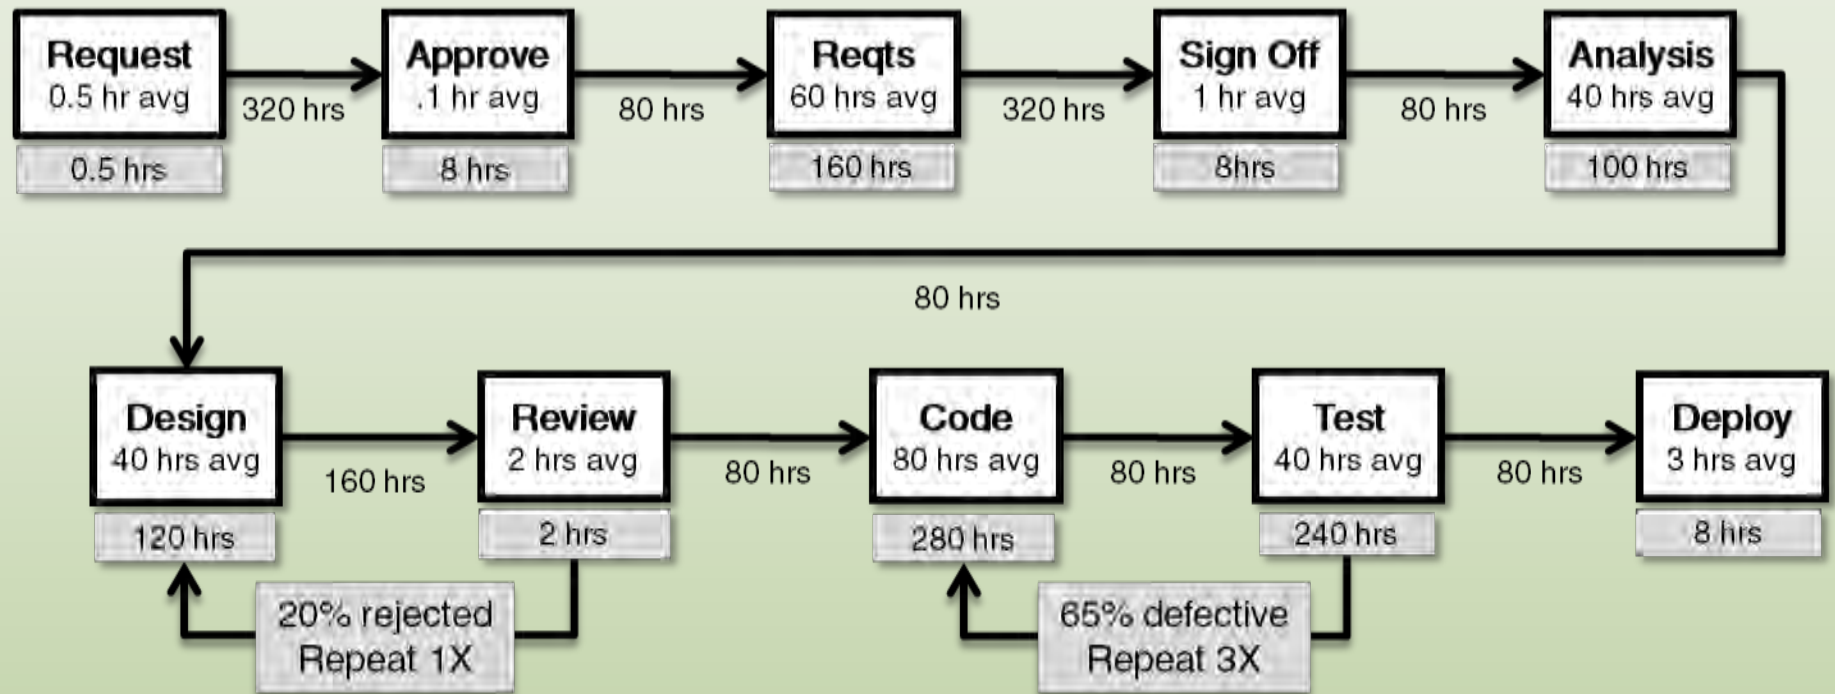 Request
0.5 hr avg
0.5 hrs
320 hrs
Approve
.1 hr avg
8 hrs
80 hrs
Reqts
60 hrs avg
160 hrs
320 hrs
Sign Off
1 hr avg
8hrs
80 hrs
Analysis
40 hrs avg
100 hrs
80 hrs
Design
40 hrs avg
120 hrs
160 hrs
Review
2 hrs avg
2 hrs
80 hrs
Code
80 hrs avg
280 hrs
80 hrs
Test
40 hrs avg
240 hrs
80 hrs
Deploy
3 hrs avg
8 hrs
20% rejected
Repeat 1X
65% defective
Repeat 3X